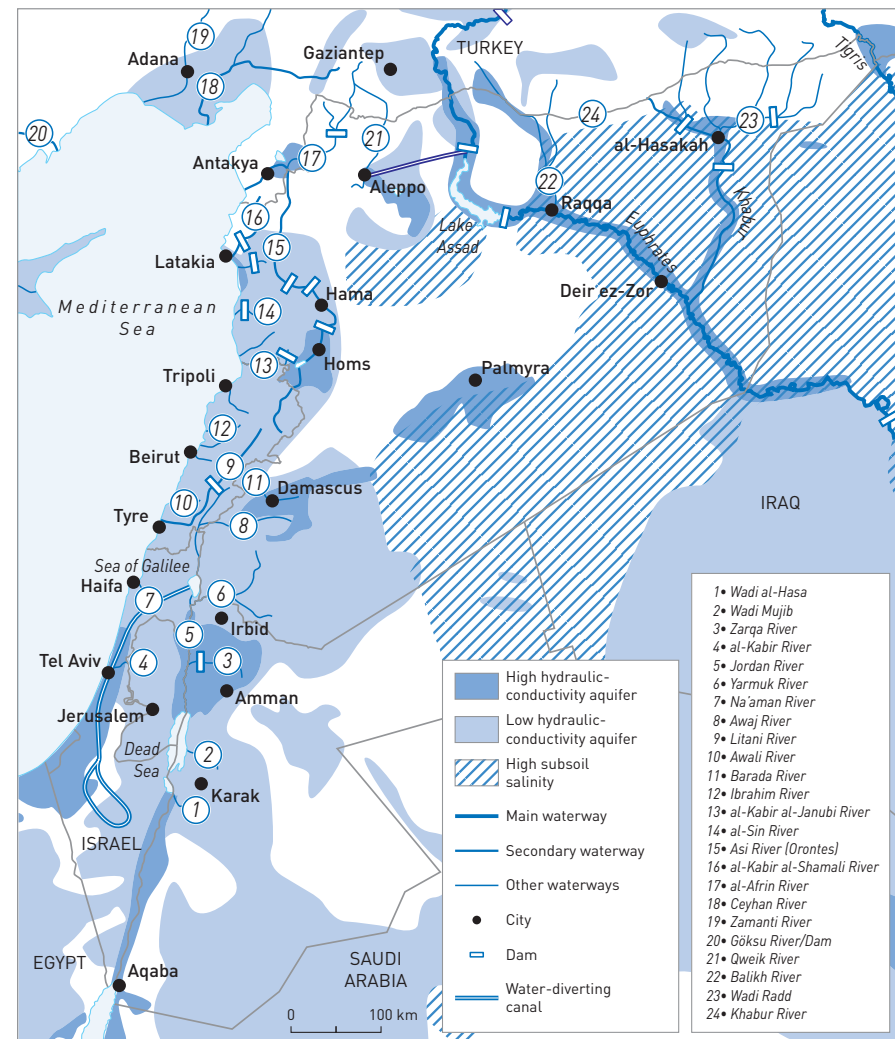 19
Adana
Gaziantep
TURKEY
18
Tigris
20
21
24
23
al-Hasakah
17
Antakya
Aleppo
22
Raqqa
16
Lake
Assad
Euphrates
Khabur
15
Latakia
Deir ez-Zor
Mediterranean
Sea
Hama
14
13
Homs
Tripoli
Palmyra
12
Beirut
9
11
Damascus
10
Tyre
8
IRAQ
Sea of Galilee
Haifa
7
6
Irbid
5
Tel Aviv
4
3
Amman
Jerusalem
Dead
Sea
2
Karak
1
ISRAEL
EGYPT
SAUDI
ARABIA
Aqaba
0
100 km
High hydraulic-
conductivity aquifer
Low hydraulic-
conductivity aquifer
High subsoil
salinity
Main waterway
Secondary waterway
Other waterways
City
Dam
Water-diverting
canal
1• Wadi al-Hasa
2• Wadi Mujib
3• Zarqa River
4• al-Kabir River
5• Jordan River
6• Yarmuk River
7• Na'aman River
8• Awaj River
9• Litani River
10• Awali River
11• Barada River
12• Ibrahim River
13• al-Kabir al-Janubi River
14• al-Sin River
15• Asi River (Orontes)
16• al-Kabir al-Shamali River
17• al-Afrin River
18• Ceyhan River
19• Zamanti River
20• Göksu River/Dam
21• Qweik River
22• Balikh River
23• Wadi Radd
24• Khabur River